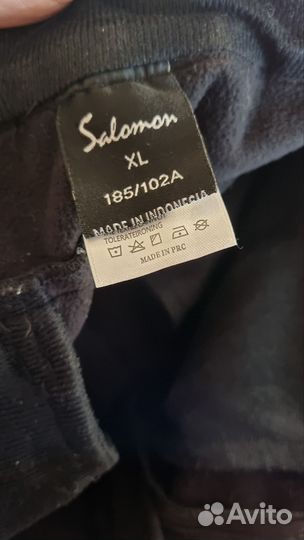 Salomon
XL
185/102A
MADE IN INDONESIA
TOLERATEIRONING
MADE IN PRC
Avito